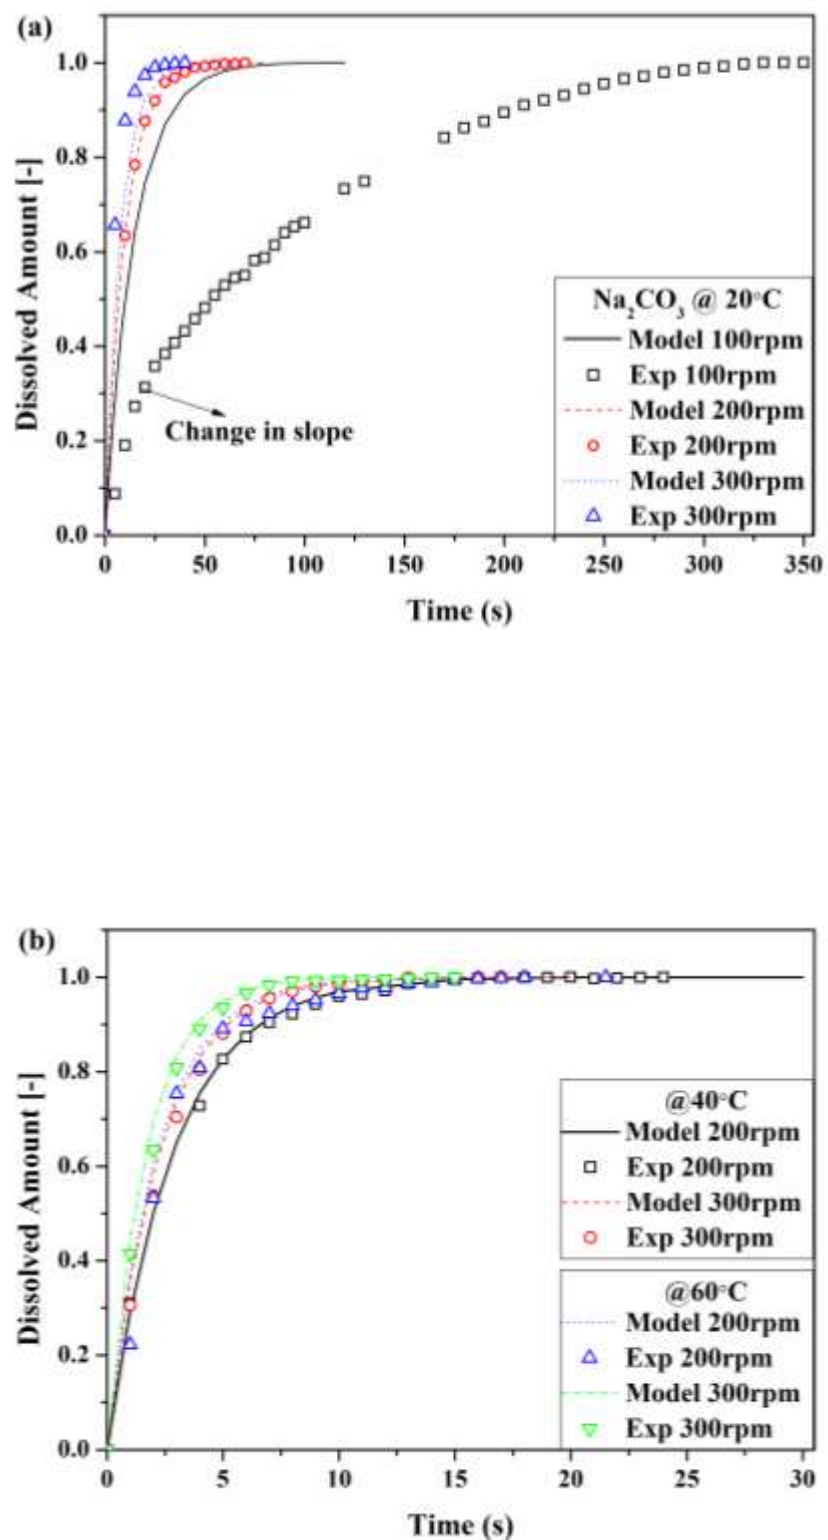 (a)
1.0
0.8
0.6
0.4
0.2
0.0
Dissolved Amount [-]
Change in slope
Na₂CO₃ @ 20°C
Model 100rpm
Exp 100rpm
Model 200rpm
Exp 200rpm
Model 300rpm
Exp 300rpm
0 50 100 150 200 250 300 350
Time (s)
(b)
1.0
0.8
0.6
0.4
0.2
0.0
Dissolved Amount [-]
@40°C
Model 200rpm
Exp 200rpm
Model 300rpm
Exp 300rpm
@60°C
Model 200rpm
Exp 200rpm
Model 300rpm
Exp 300rpm
0 5 10 15 20 25 30
Time (s)